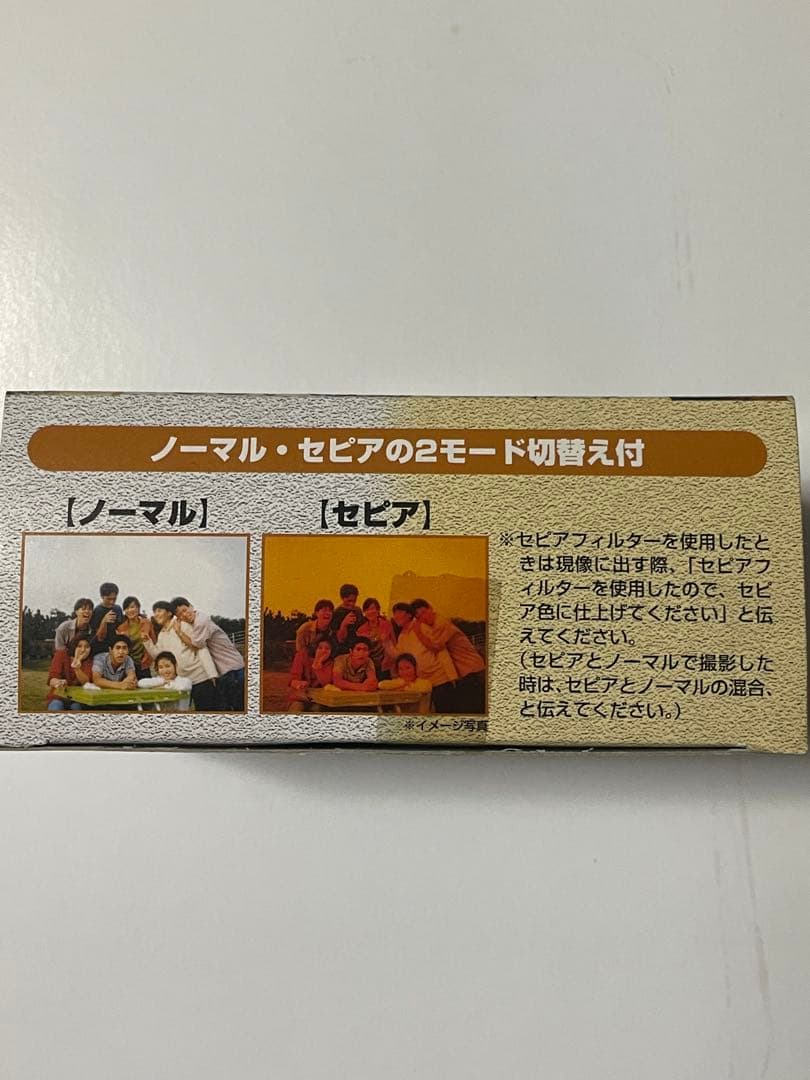 ノーマル・セピアの2モード切替え付
【ノーマル】
【セピア】
※イメージ写真
※セピアフィルターを使用したと
きは現像に出す際、「セピアフ
ィルターを使用したので、セピ
ア色に仕上げてください」と伝
えてください。
（セピアとノーマルで撮影した
時は、セピアとノーマルの混合、
と伝えてください。）